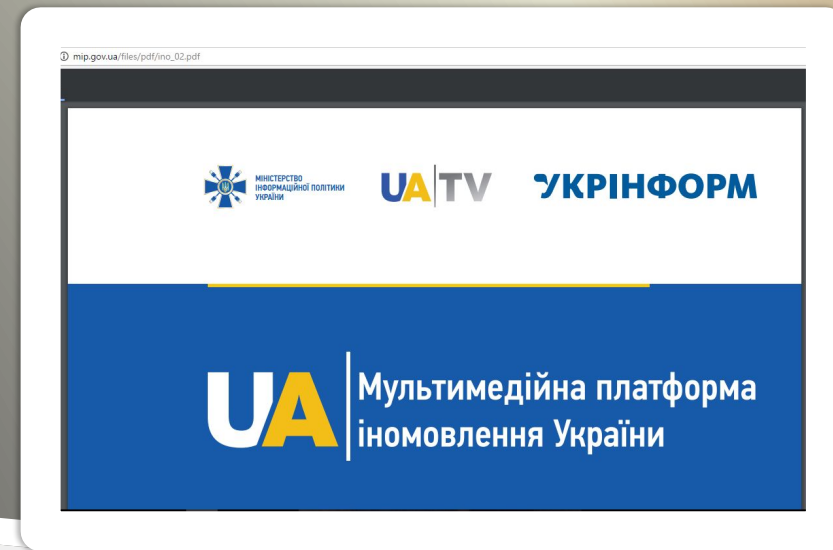 mip.gov.ua/files/pdf/ino_02.pdf
МІНІСТЕРСТВО
ІНФОРМАЦІЙНОЇ ПОЛІТИКИ
УКРАЇНИ
UA|TV
УКРІНФОРМ
UA
Мультимедійна платформа
іномовлення України